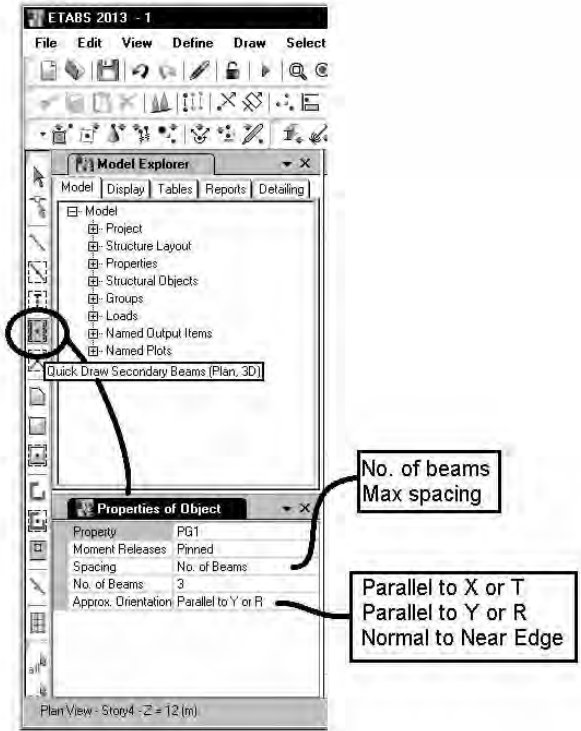 ETABS 2013 - 1
File Edit View Define Draw Select
Model Explorer
Model Display Tables Reports Detailing
Model
Project
Structure Layout
Properties
Structural Objects
Groups
Loads
Named Output Items
Named Plots
Quick Draw Secondary Beams (Plan, 3D)
No. of beams
Max spacing
Properties of Object
Property PG1
Moment Releases Pinned
Spacing No. of Beams
No. of Beams 3
Approx. Orientation Parallel to Y or R
Parallel to X or T
Parallel to Y or R
Normal to Near Edge
Plan View - Story4 - Z = 12 (m)